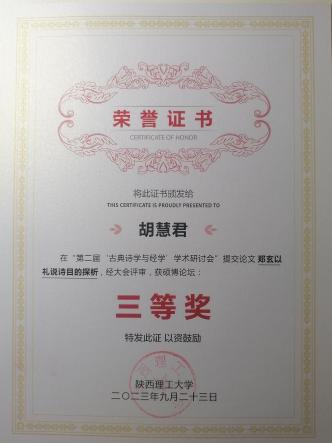 荣誉证书
CERTIFICATE OF HONOR
将此证书颁发给
THIS CERTIFICATE IS PROUDLY PRESENTED TO
胡慧君
在“第二届‘古典诗学与经学’学术研讨会”提交论文 郑玄以
礼说诗目的探析，经大会评审，获硕博论坛：
三等奖
特发此证 以资鼓励
陕西理工大学
二〇二三年九月二十三日